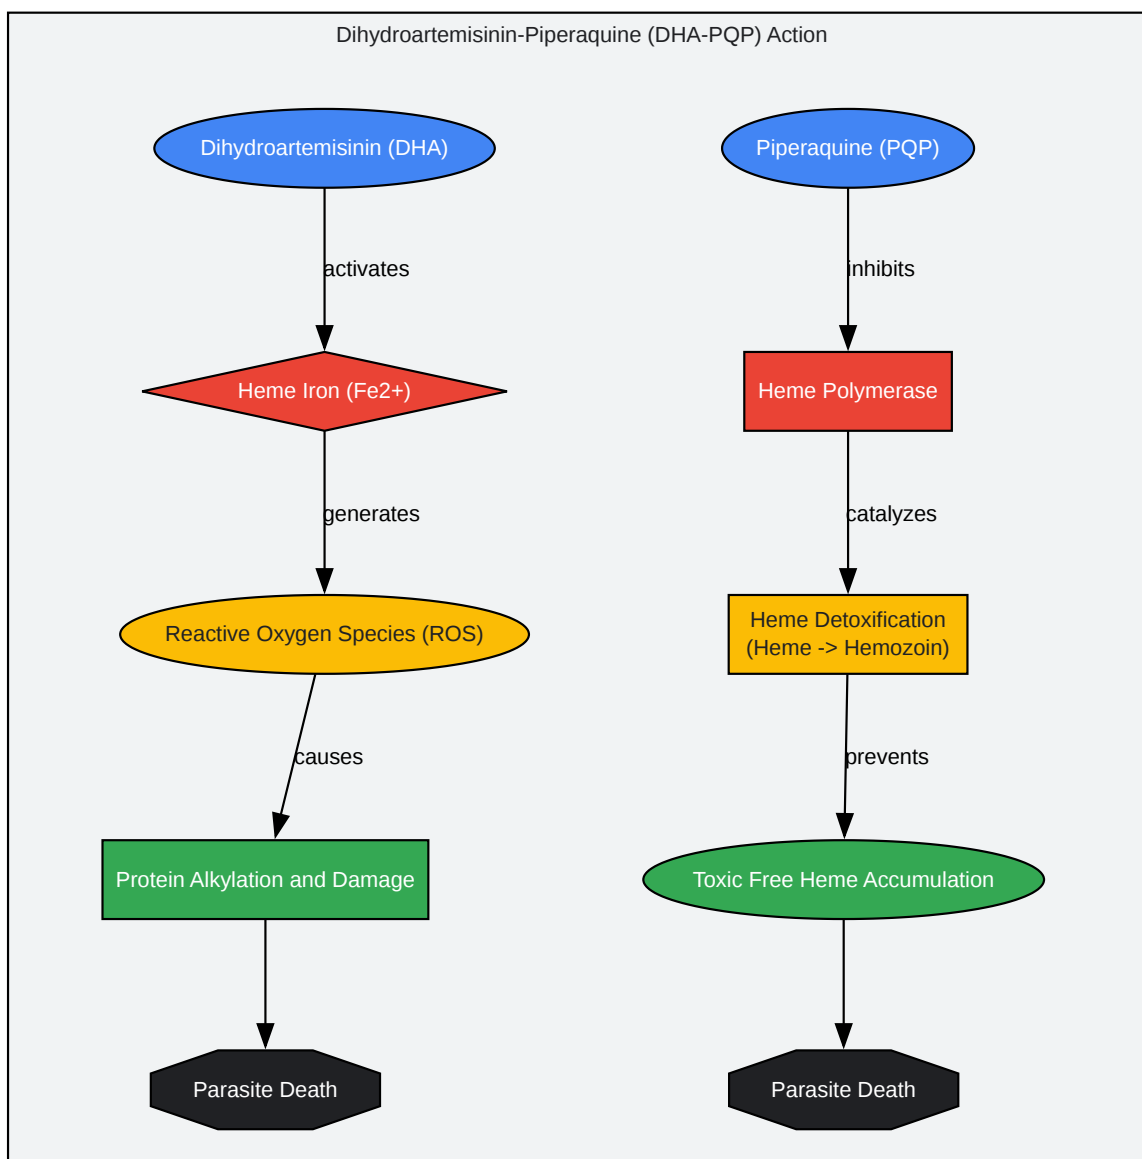 Dihydroartemisinin-Piperaquine (DHA-PQP) Action
Dihydroartemisinin (DHA)
activates
Heme Iron (Fe2+)
generates
Reactive Oxygen Species (ROS)
causes
Protein Alkylation and Damage
Parasite Death
Piperaquine (PQP)
inhibits
Heme Polymerase
catalyzes
Heme Detoxification
(Heme -> Hemozoin)
prevents
Toxic Free Heme Accumulation
Parasite Death